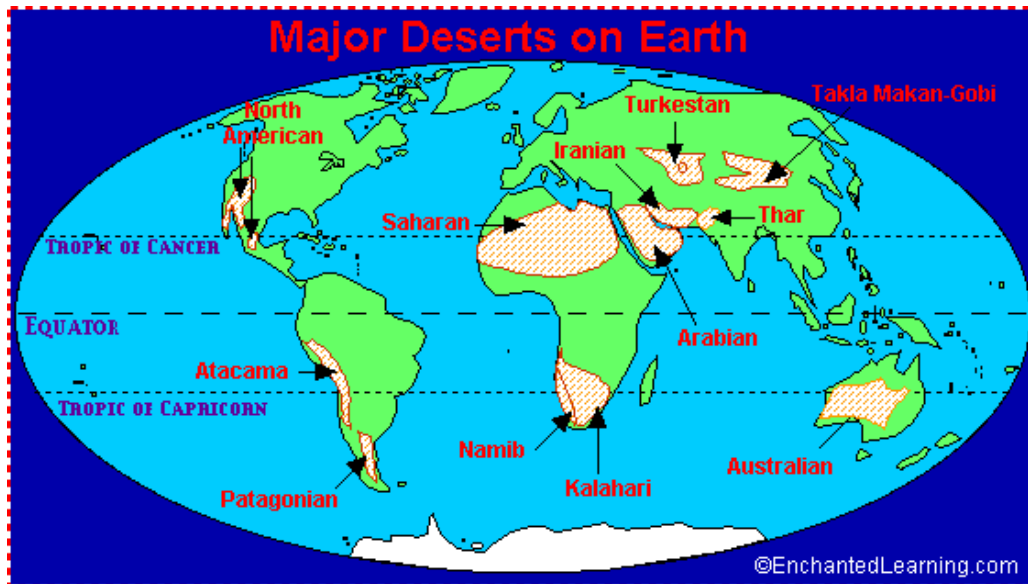 Major Deserts on Earth
North
American
Turkestan
Takla Makan-Gobi
Iranian
Saharan
Thar
TROPIC OF CANCER
EQUATOR
Arabian
Atacama
TROPIC OF CAPRICORN
Namib
Kalahari
Australian
Patagonian
©EnchantedLearning.com